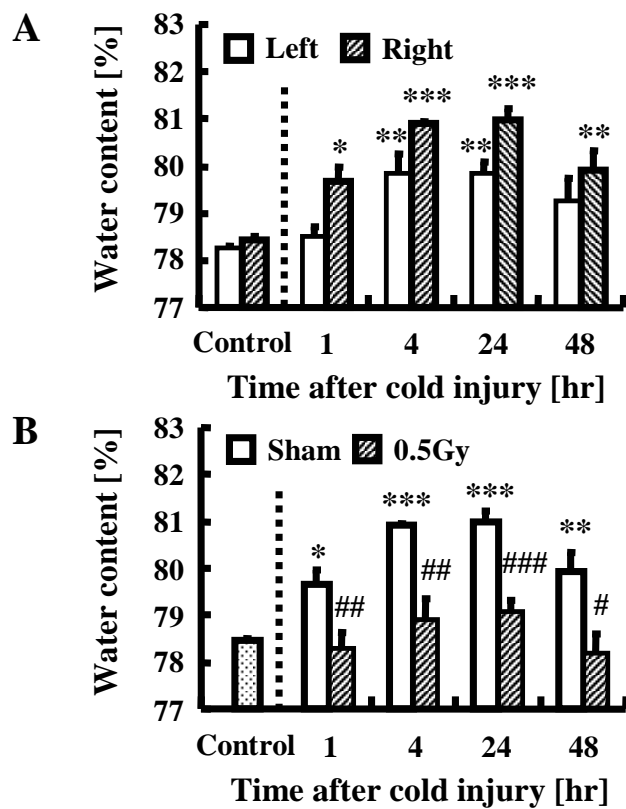 A
Water content [%]
83
82
81
80
79
78
77
Left Right
*
**
***
**
***
**
Control 1 4 24 48
Time after cold injury [hr]
B
Water content [%]
83
82
81
80
79
78
77
Sham 0.5Gy
*
##
***
##
***
###
**
#
Control 1 4 24 48
Time after cold injury [hr]